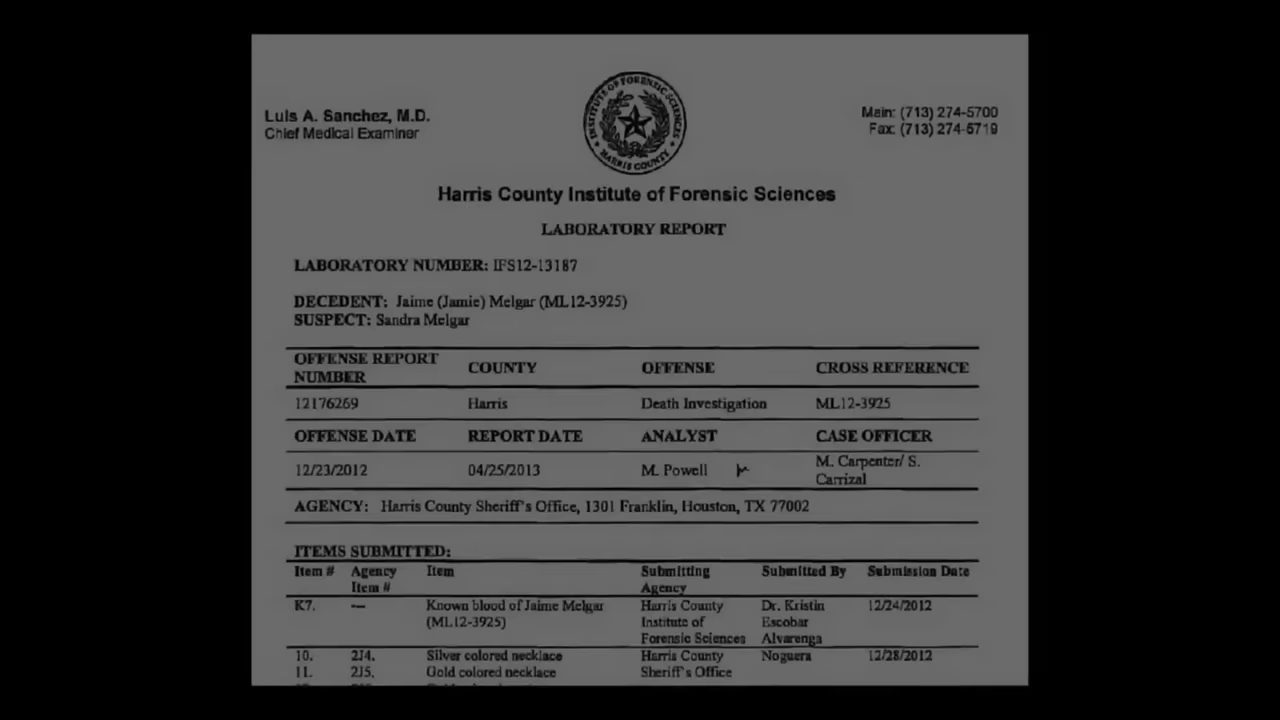 Luis A. Sanchez, M.D.
Chief Medical Examiner
INSTITUTE OF FORENSIC SCIENCES
HARRIS COUNTY
Main: (713) 274-5700
Fax: (713) 274-5719
Harris County Institute of Forensic Sciences
LABORATORY REPORT
LABORATORY NUMBER: IFS12-13187
DECEDENT: Jaime (Jamie) Melgar (ML12-3925)
SUSPECT: Sandra Melgar
OFFENSE REPORT NUMBER COUNTY OFFENSE CROSS REFERENCE
12176269 Harris Death Investigation ML12-3925
OFFENSE DATE REPORT DATE ANALYST CASE OFFICER
12/23/2012 04/25/2013 M. Powell M. Carpenter/ S. Carrizal
AGENCY: Harris County Sheriff's Office, 1301 Franklin, Houston, TX 77002
ITEMS SUBMITTED:
Item # Agency Item # Item Submitting Agency Submitted By Submission Date
K7. --- Known blood of Jaime Melgar (ML12-3925) Harris County Institute of Forensic Sciences Dr. Kristin Escobar Alvarenga 12/24/2012
10. 2J4. Silver colored necklace Harris County Noguera 12/28/2012
11. 2J5. Gold colored necklace Sheriff's Office